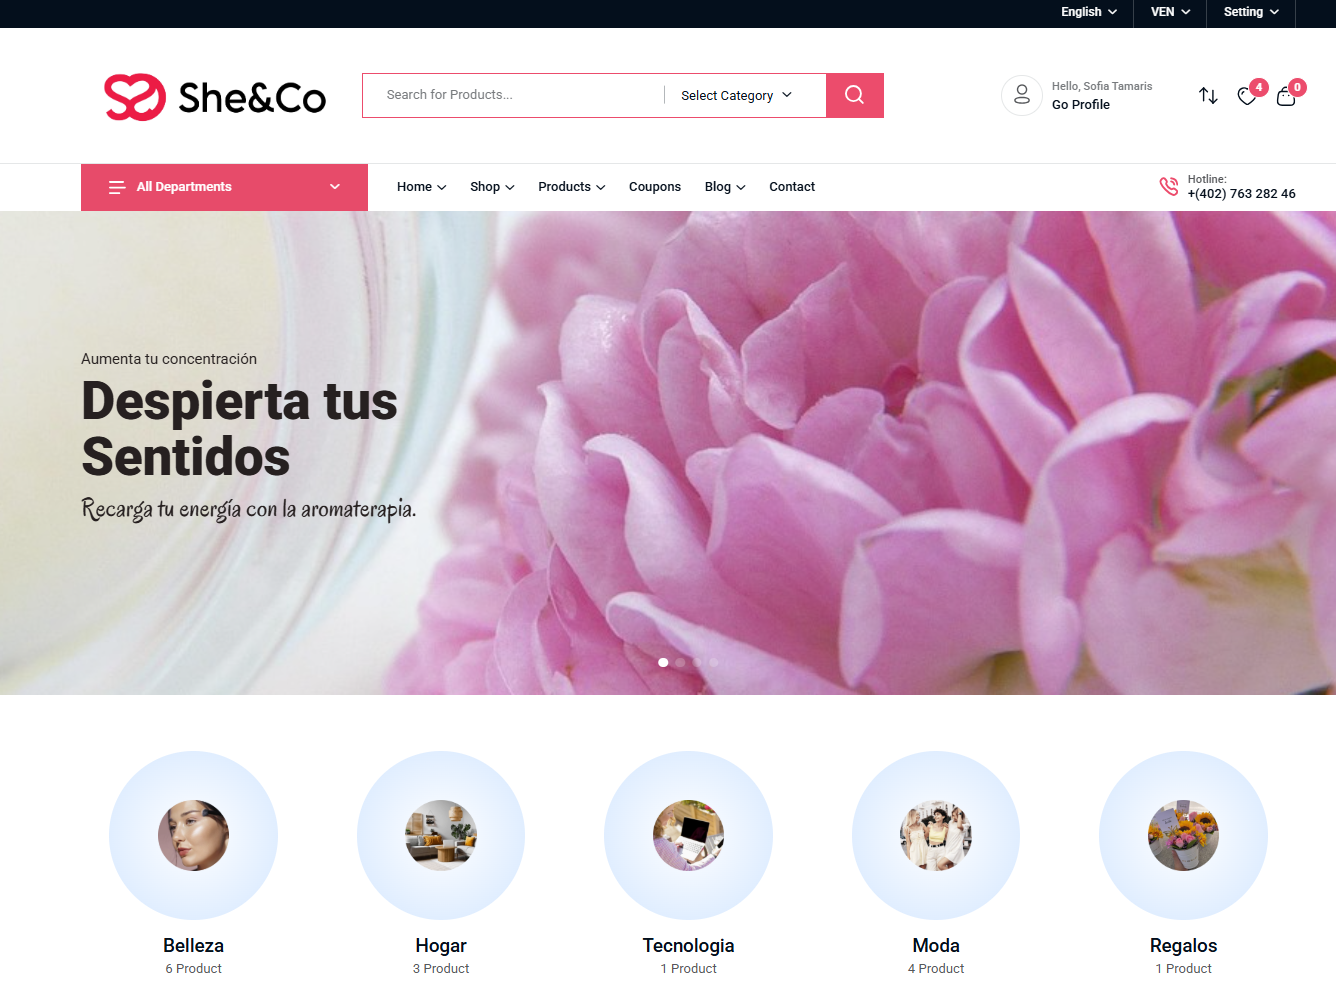 English
VEN
Setting
She&Co
Search for Products...
Select Category
Hello, Sofia Tamaris
Go Profile
4
0
All Departments
Home
Shop
Products
Coupons
Blog
Contact
Hotline:
+(402) 763 282 46
Aumenta tu concentración
Despierta tus
Sentidos
Recarga tu energía con la aromaterapia.
Belleza
6 Product
Hogar
3 Product
Tecnologia
1 Product
Moda
4 Product
Regalos
1 Product